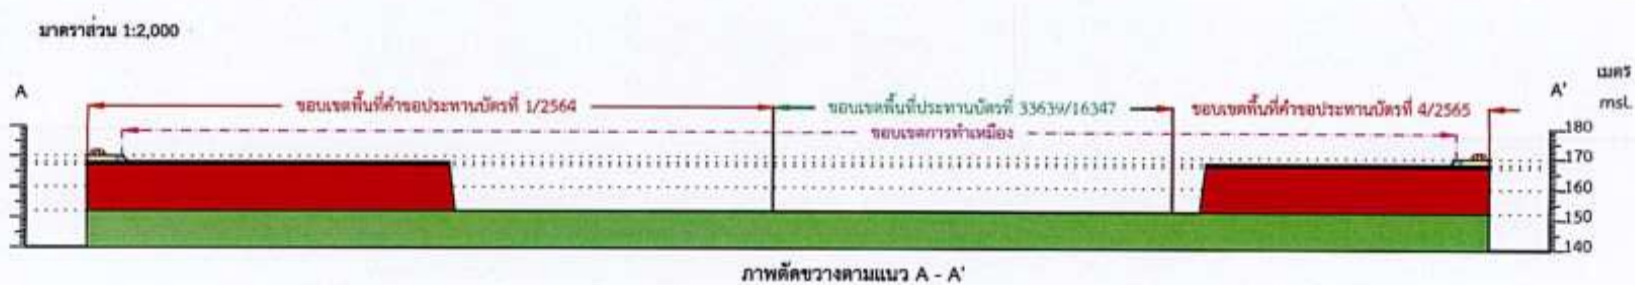 มาตราส่วน 1:2,000
เมตร
A
A'
msl.
ขอบเขตพื้นที่คำขอประทานบัตรที่ 1/2564
ขอบเขตพื้นที่ประทานบัตรที่ 33639/16347
ขอบเขตพื้นที่คำขอประทานบัตรที่ 4/2565
ขอบเขตการทำเหมือง
180
170
160
150
140
ภาพตัดขวางตามแนว A - A'